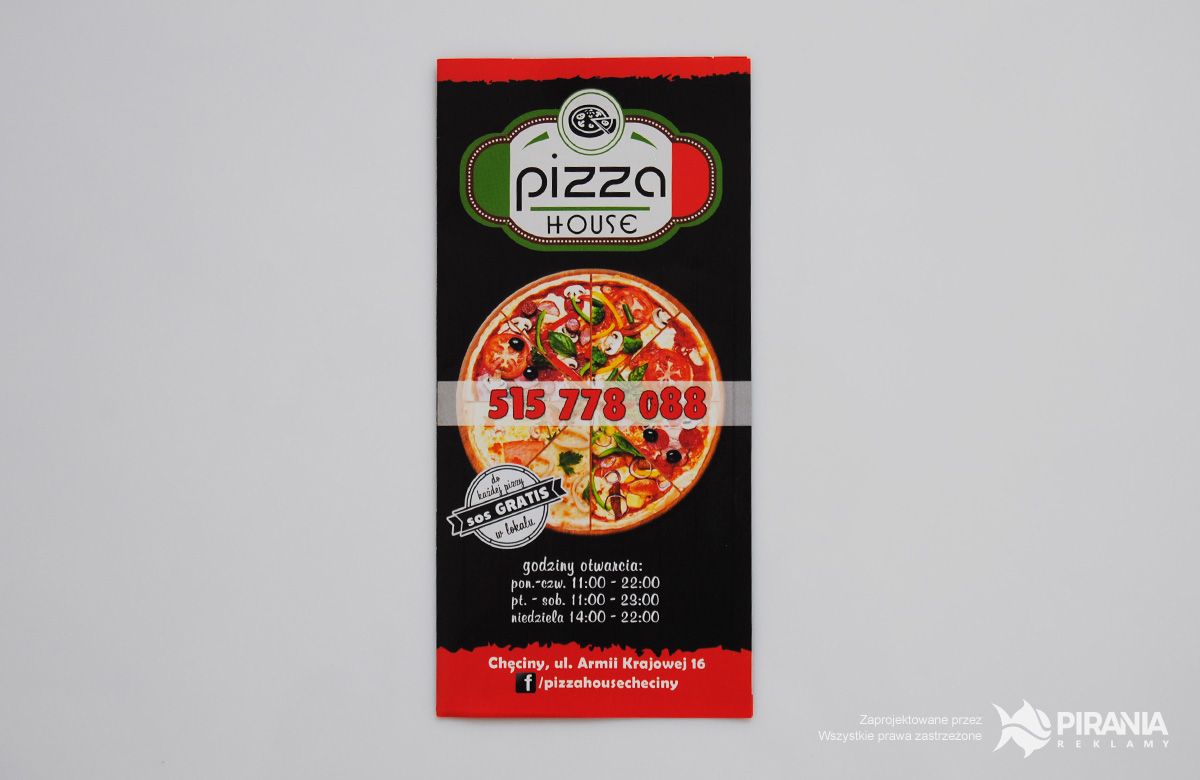 pizza
HOUSE
515 778 088
do
każdej pizzy
sos GRATIS
w lokalu
godziny otwarcia:
pon.-czw. 11:00 - 22:00
pt. - sob. 11:00 - 23:00
niedziela 14:00 - 22:00
Chęciny, ul. Armii Krajowej 16
f /pizzahousecheciny
Zaprojektowane przez
Wszystkie prawa zastrzeżone
PIRANIA
REKLAMY